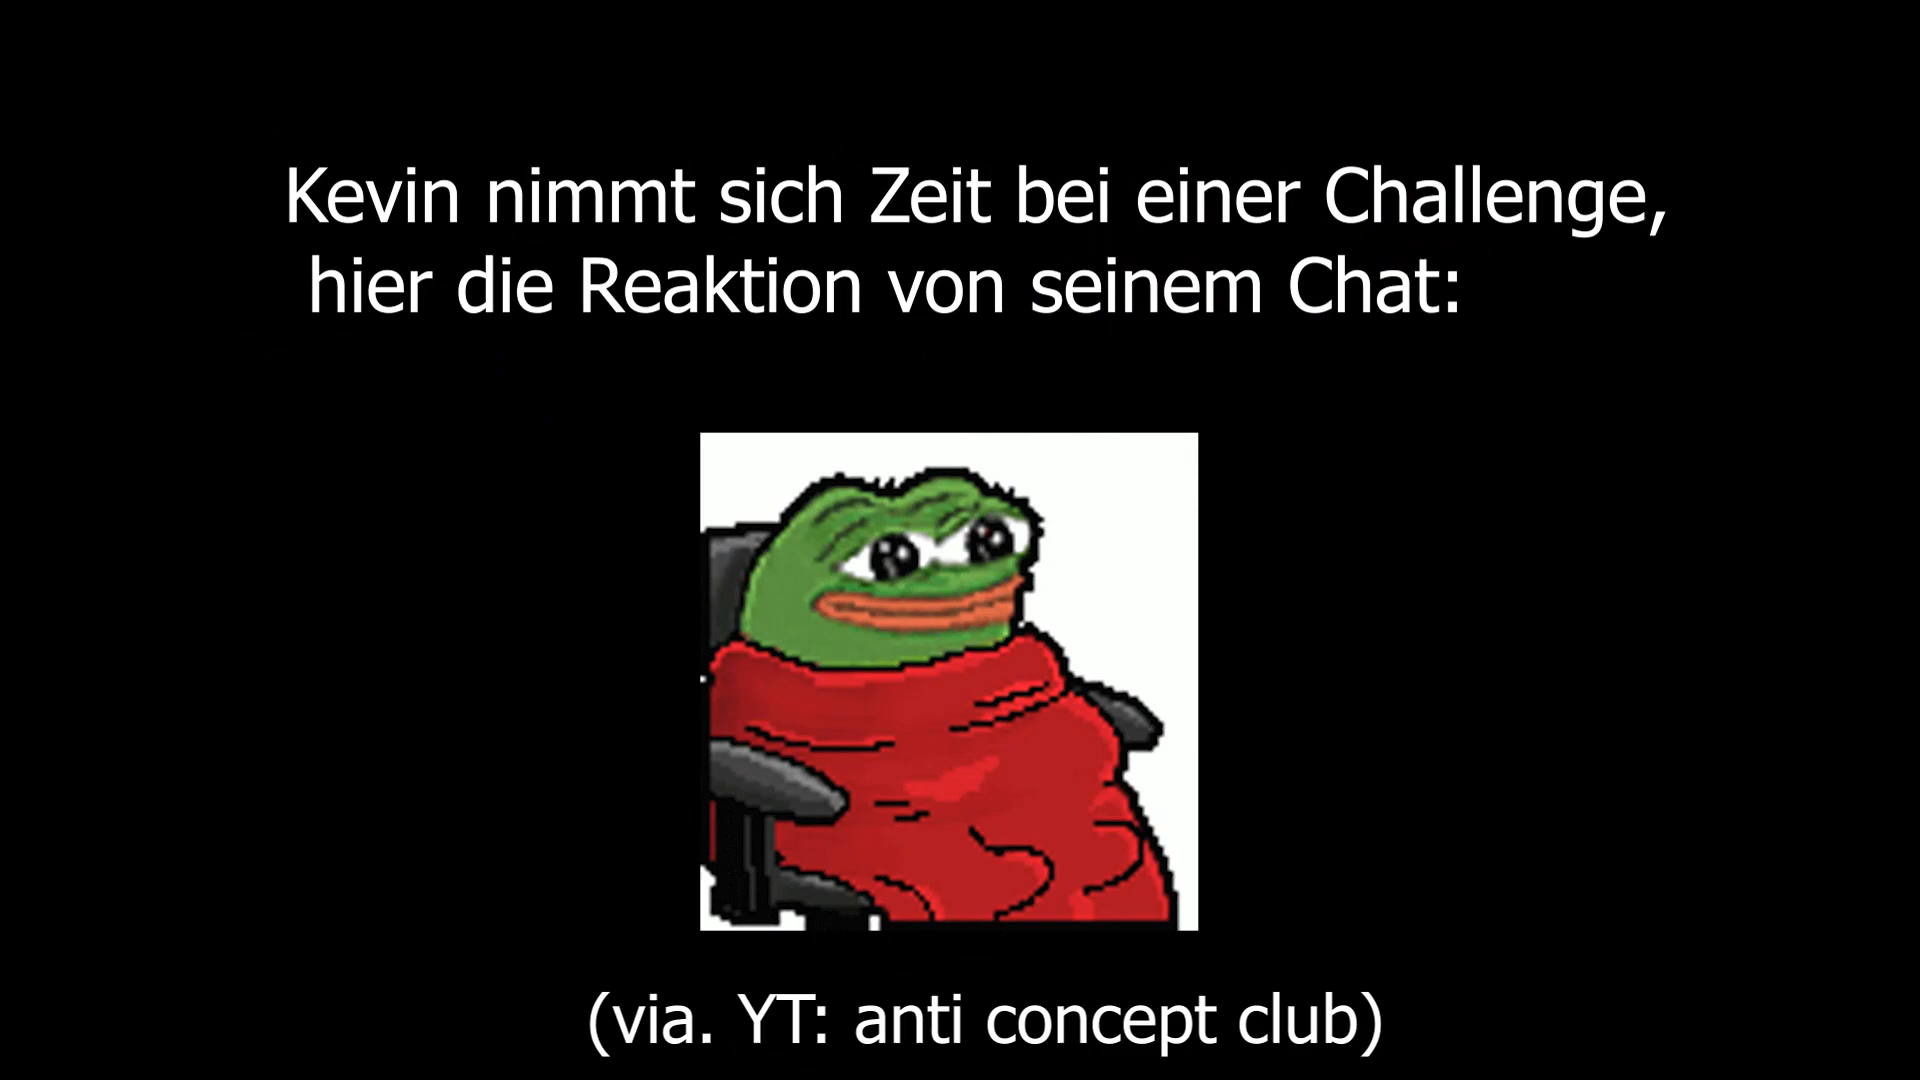 Kevin nimmt sich Zeit bei einer Challenge,
hier die Reaktion von seinem Chat:
(via. YT: anti concept club)